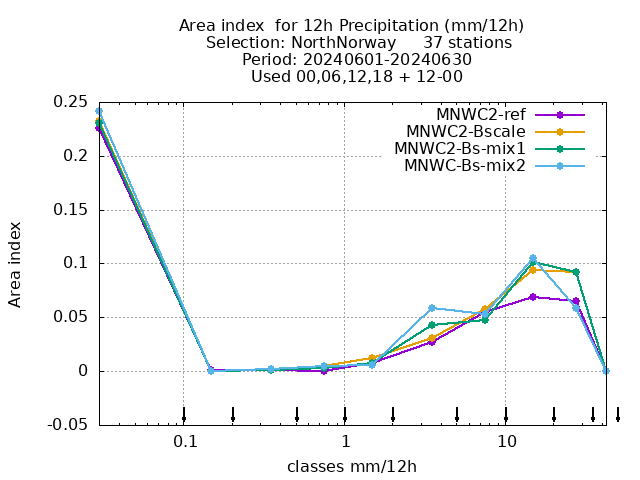 Area index  for 12h Precipitation (mm/12h)
Selection: NorthNorway     37 stations
Period: 20240601-20240630
Used 00,06,12,18 + 12-00
MNWC2-ref
MNWC2-Bscale
MNWC2-Bs-mix1
MNWC-Bs-mix2
0.25
0.2
0.15
0.1
0.05
0
-0.05
Area index
0.1 1 10
classes mm/12h